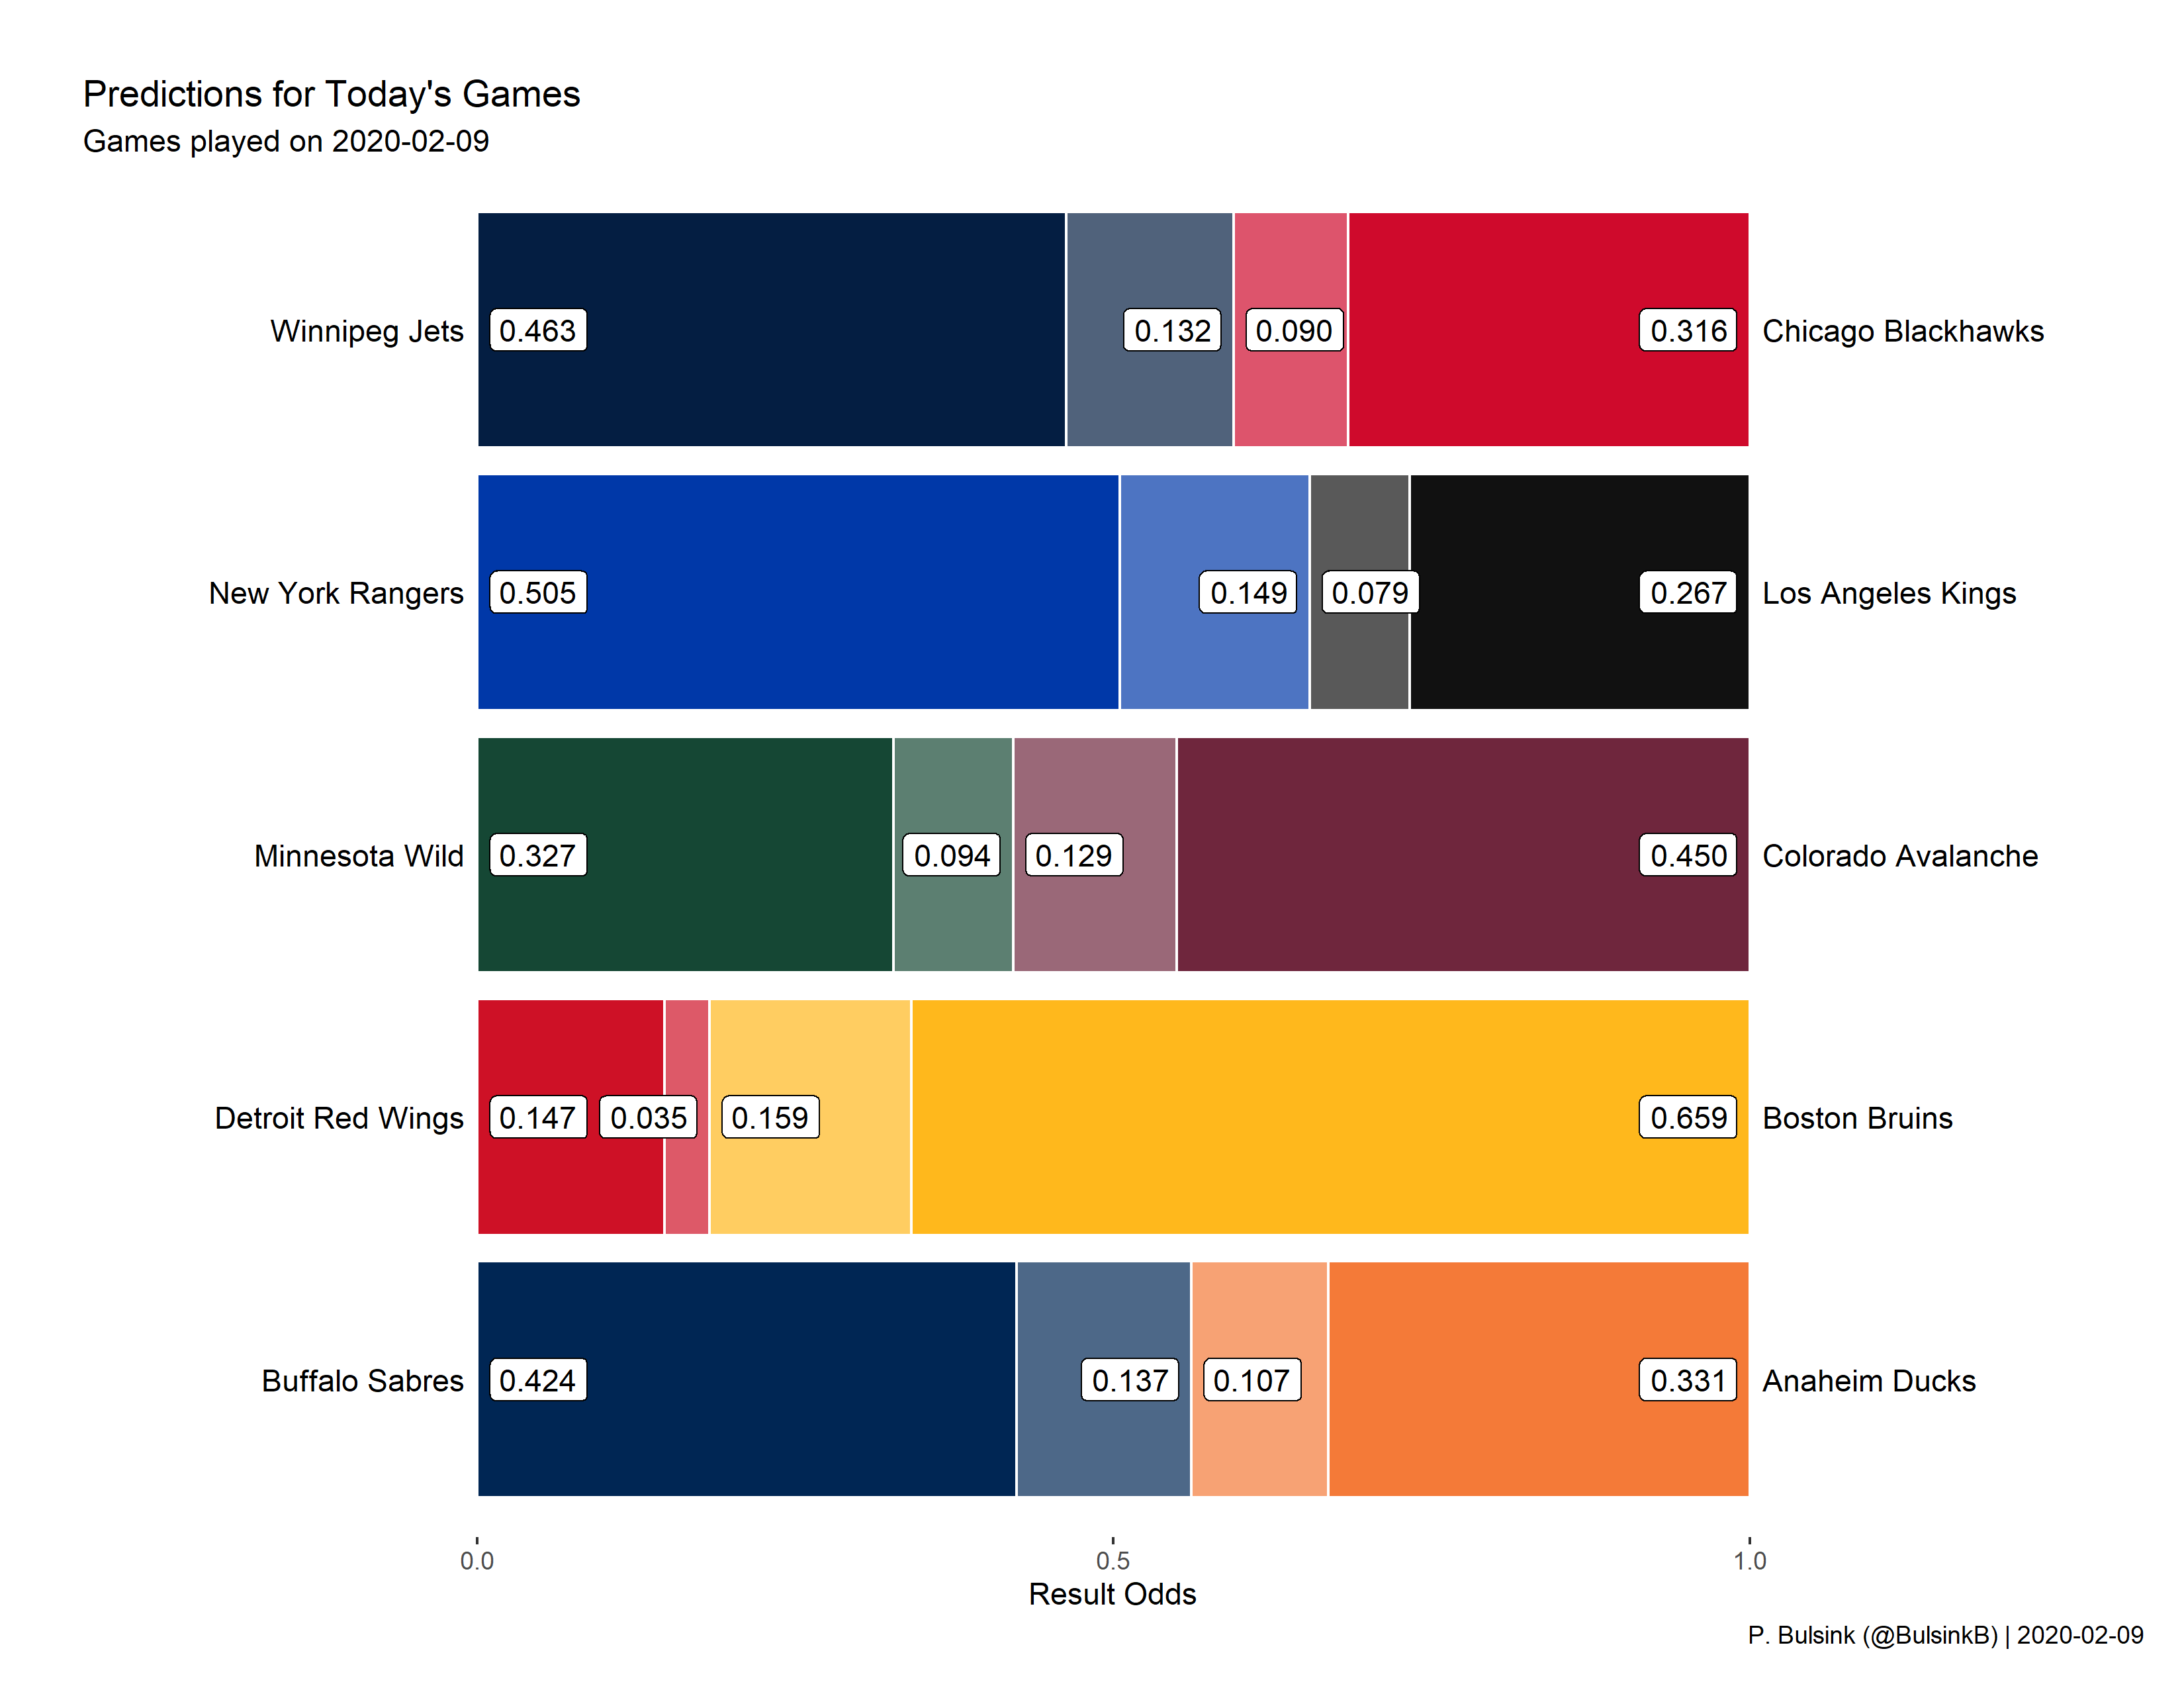 Predictions for Today's Games
Games played on 2020-02-09
Winnipeg Jets 0.463 0.132 0.090 0.316 Chicago Blackhawks
New York Rangers 0.505 0.149 0.079 0.267 Los Angeles Kings
Minnesota Wild 0.327 0.094 0.129 0.450 Colorado Avalanche
Detroit Red Wings 0.147 0.035 0.159 0.659 Boston Bruins
Buffalo Sabres 0.424 0.137 0.107 0.331 Anaheim Ducks
0.0 0.5 1.0
Result Odds
P. Bulsink (@BulsinkB) | 2020-02-09